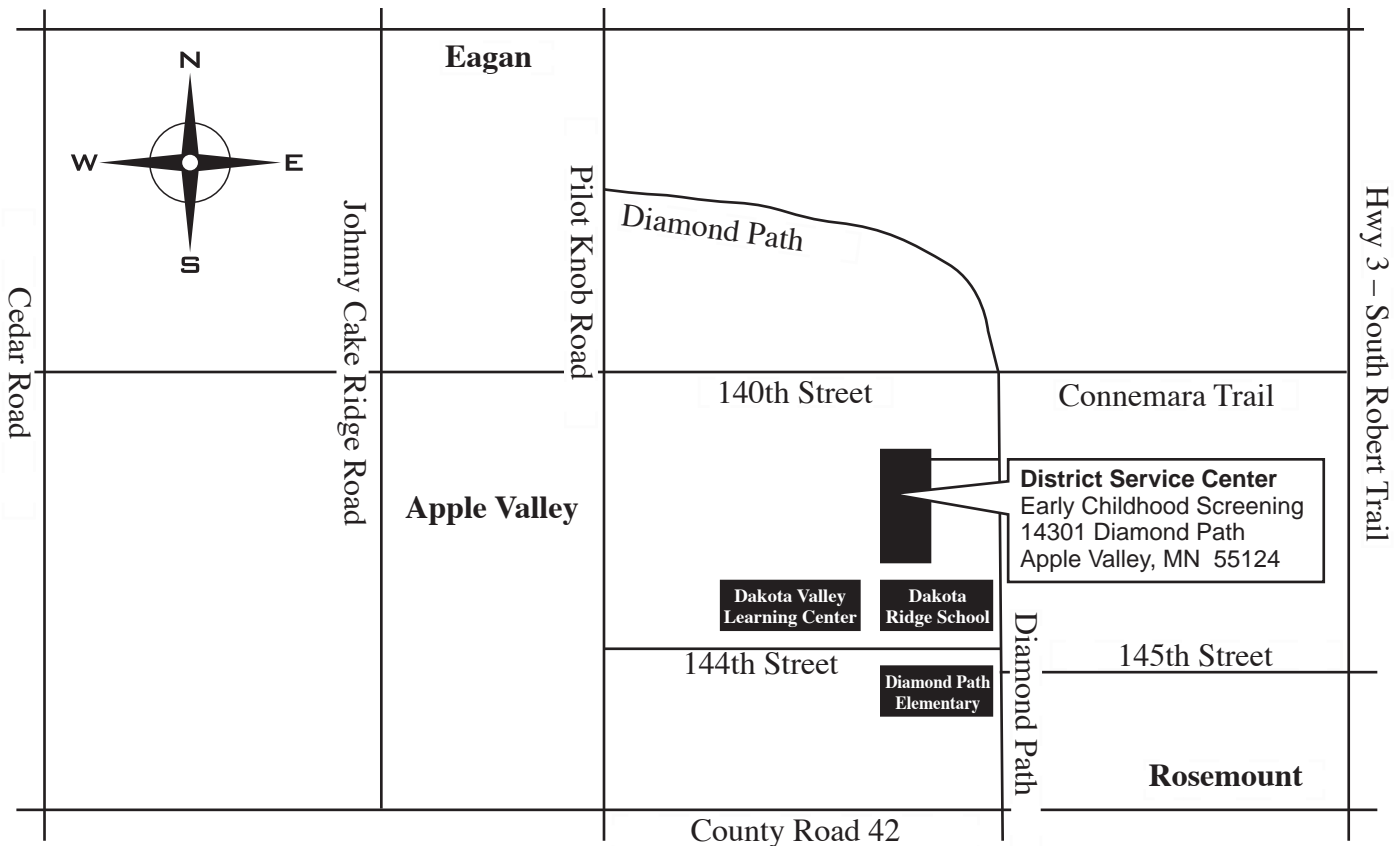 Eagan
N
W
E
S
Cedar Road
Johnny Cake Ridge Road
Pilot Knob Road
Diamond Path
Hwy 3 – South Robert Trail
140th Street
Connemara Trail
Apple Valley
District Service Center
Early Childhood Screening
14301 Diamond Path
Apple Valley, MN 55124
Dakota Valley
Learning Center
Dakota
Ridge School
144th Street
Diamond Path
Elementary
Diamond Path
145th Street
Rosemount
County Road 42